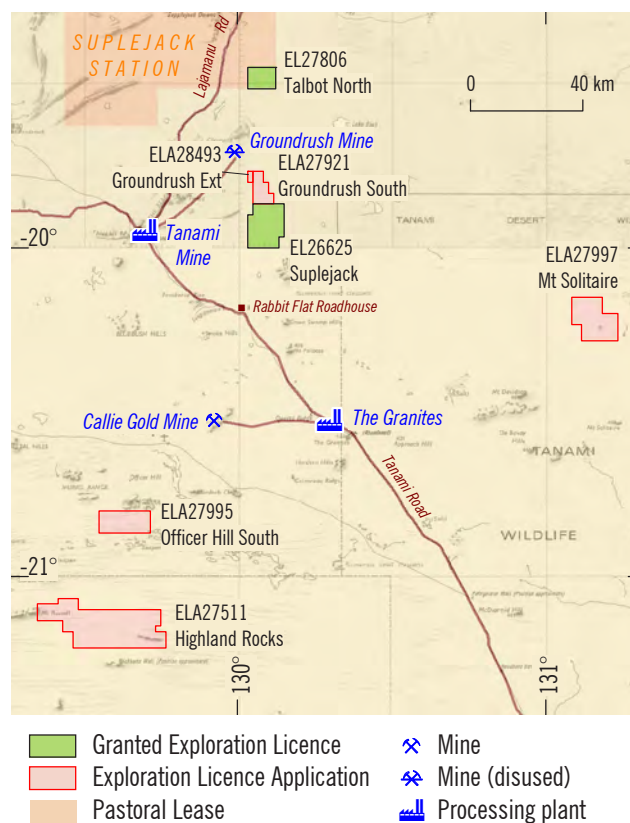 SUPLEJACK
STATION
Lajamanu Rd
EL27806
Talbot North
0 40 km
Groundrush Mine
ELA28493
Groundrush Ext
ELA27921
Groundrush South
TANAMI DESERT
-20°
Tanami
Mine
EL26625
Suplejack
ELA27997
Mt Solitaire
Rabbit Flat Roadhouse
Callie Gold Mine
The Granites
TANAMI
Tanami Road
ELA27995
Officer Hill South
WILDLIFE
-21°
ELA27511
Highland Rocks
130°
131°
Granted Exploration Licence
Mine
Exploration Licence Application
Mine (disused)
Pastoral Lease
Processing plant